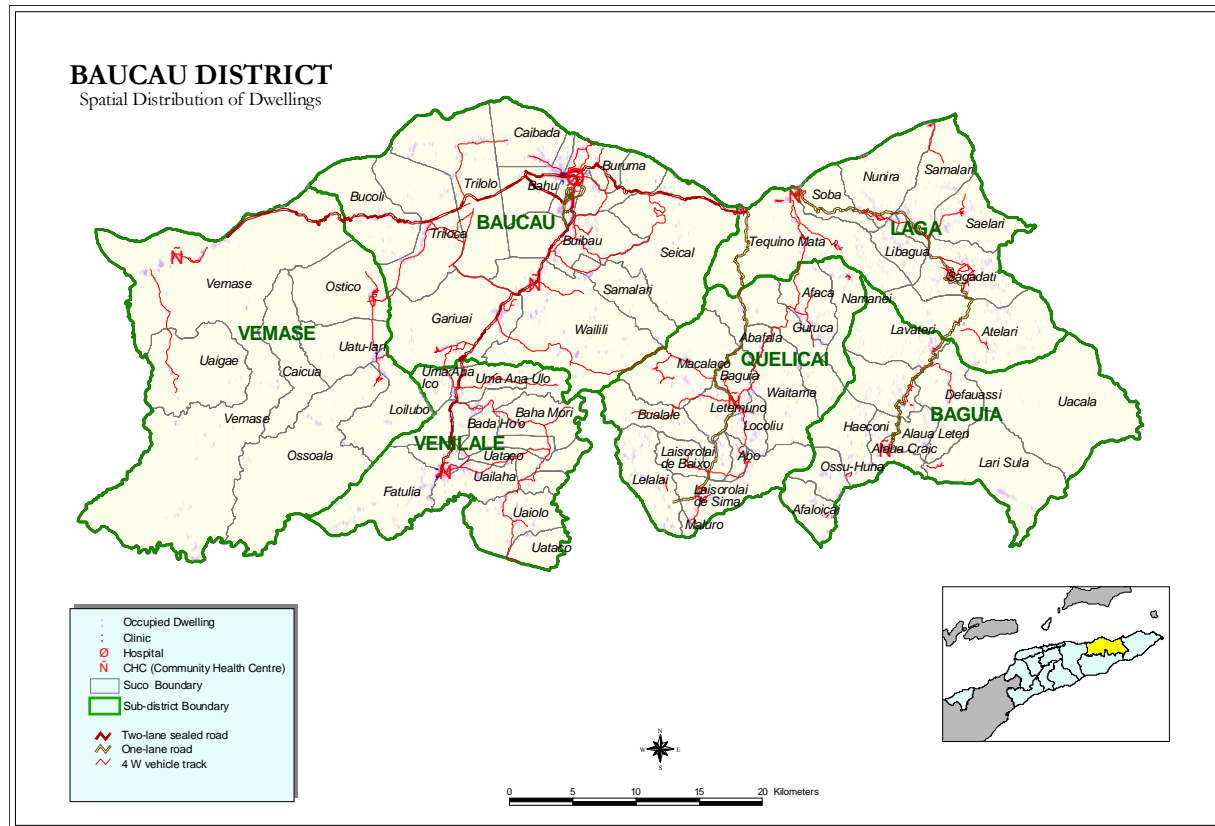 BAUCAU DISTRICT
Spatial Distribution of Dwellings
Caibada
Buruma
Bahu
Trilolo
Bucoli
BAUCAU
Triloca
Buibau
Seical
Samalari
Gariuai
Wailili
Nunira
Samalari
Soba
LAGA
Saelari
Libagua
Tequino Mata
Sagadati
Ñ
Ñ
Ñ
Ñ
Ñ
Ñ
Vemase
Ostico
VEMASE
Uatu-lari
Uaigae
Caicua
Vemase
Loilubo
Ossoala
Afaca
Namanei
Guruca
Lavateri
Atelari
Abafala
QUELICAI
Macalaco
Baguia
Waitame
Letemuno
Bualale
Locoliu
Laisorolai
de Baixo
Abo
Lelalai
Laisorolai
de Sima
Maluro
Defauassi
Uacala
BAGUIA
Haeconi
Alaua Leten
Alaua Craic
Lari Sula
Ossu-Huna
Afaloicai
Uma Ana
Ico
Uma Ana Ulo
Baha Mori
Bada Ho'o
VENILALE
Uataco
Uailaha
Fatulia
Uaiolo
Uataco
Occupied Dwelling
Clinic
Ø Hospital
Ñ CHC (Community Health Centre)
Suco Boundary
Sub-district Boundary
Two-lane sealed road
One-lane road
4 W vehicle track
N
W E
S
0 5 10 15 20 Kilometers